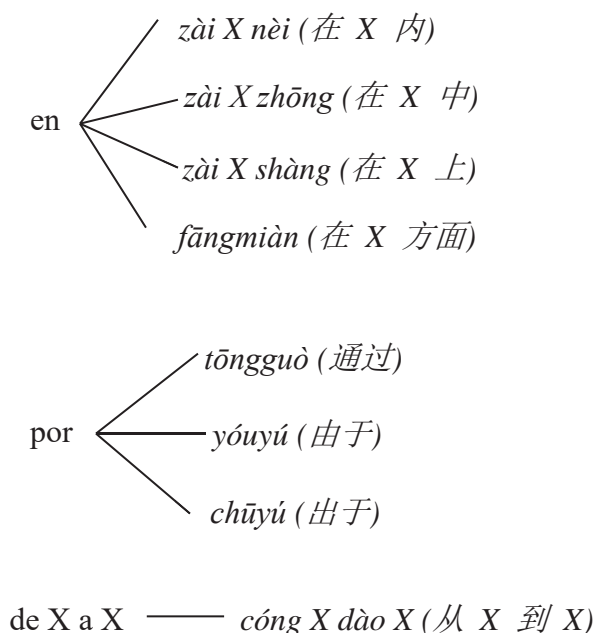 zài X nèi (在 X 内)
en
zài X zhōng (在 X 中)
zài X shàng (在 X 上)
fāngmiàn (在 X 方面)
tōngguò (通过)
por
yóuyú (由于)
chūyú (出于)
de X a X
cóng X dào X (从 X 到 X)